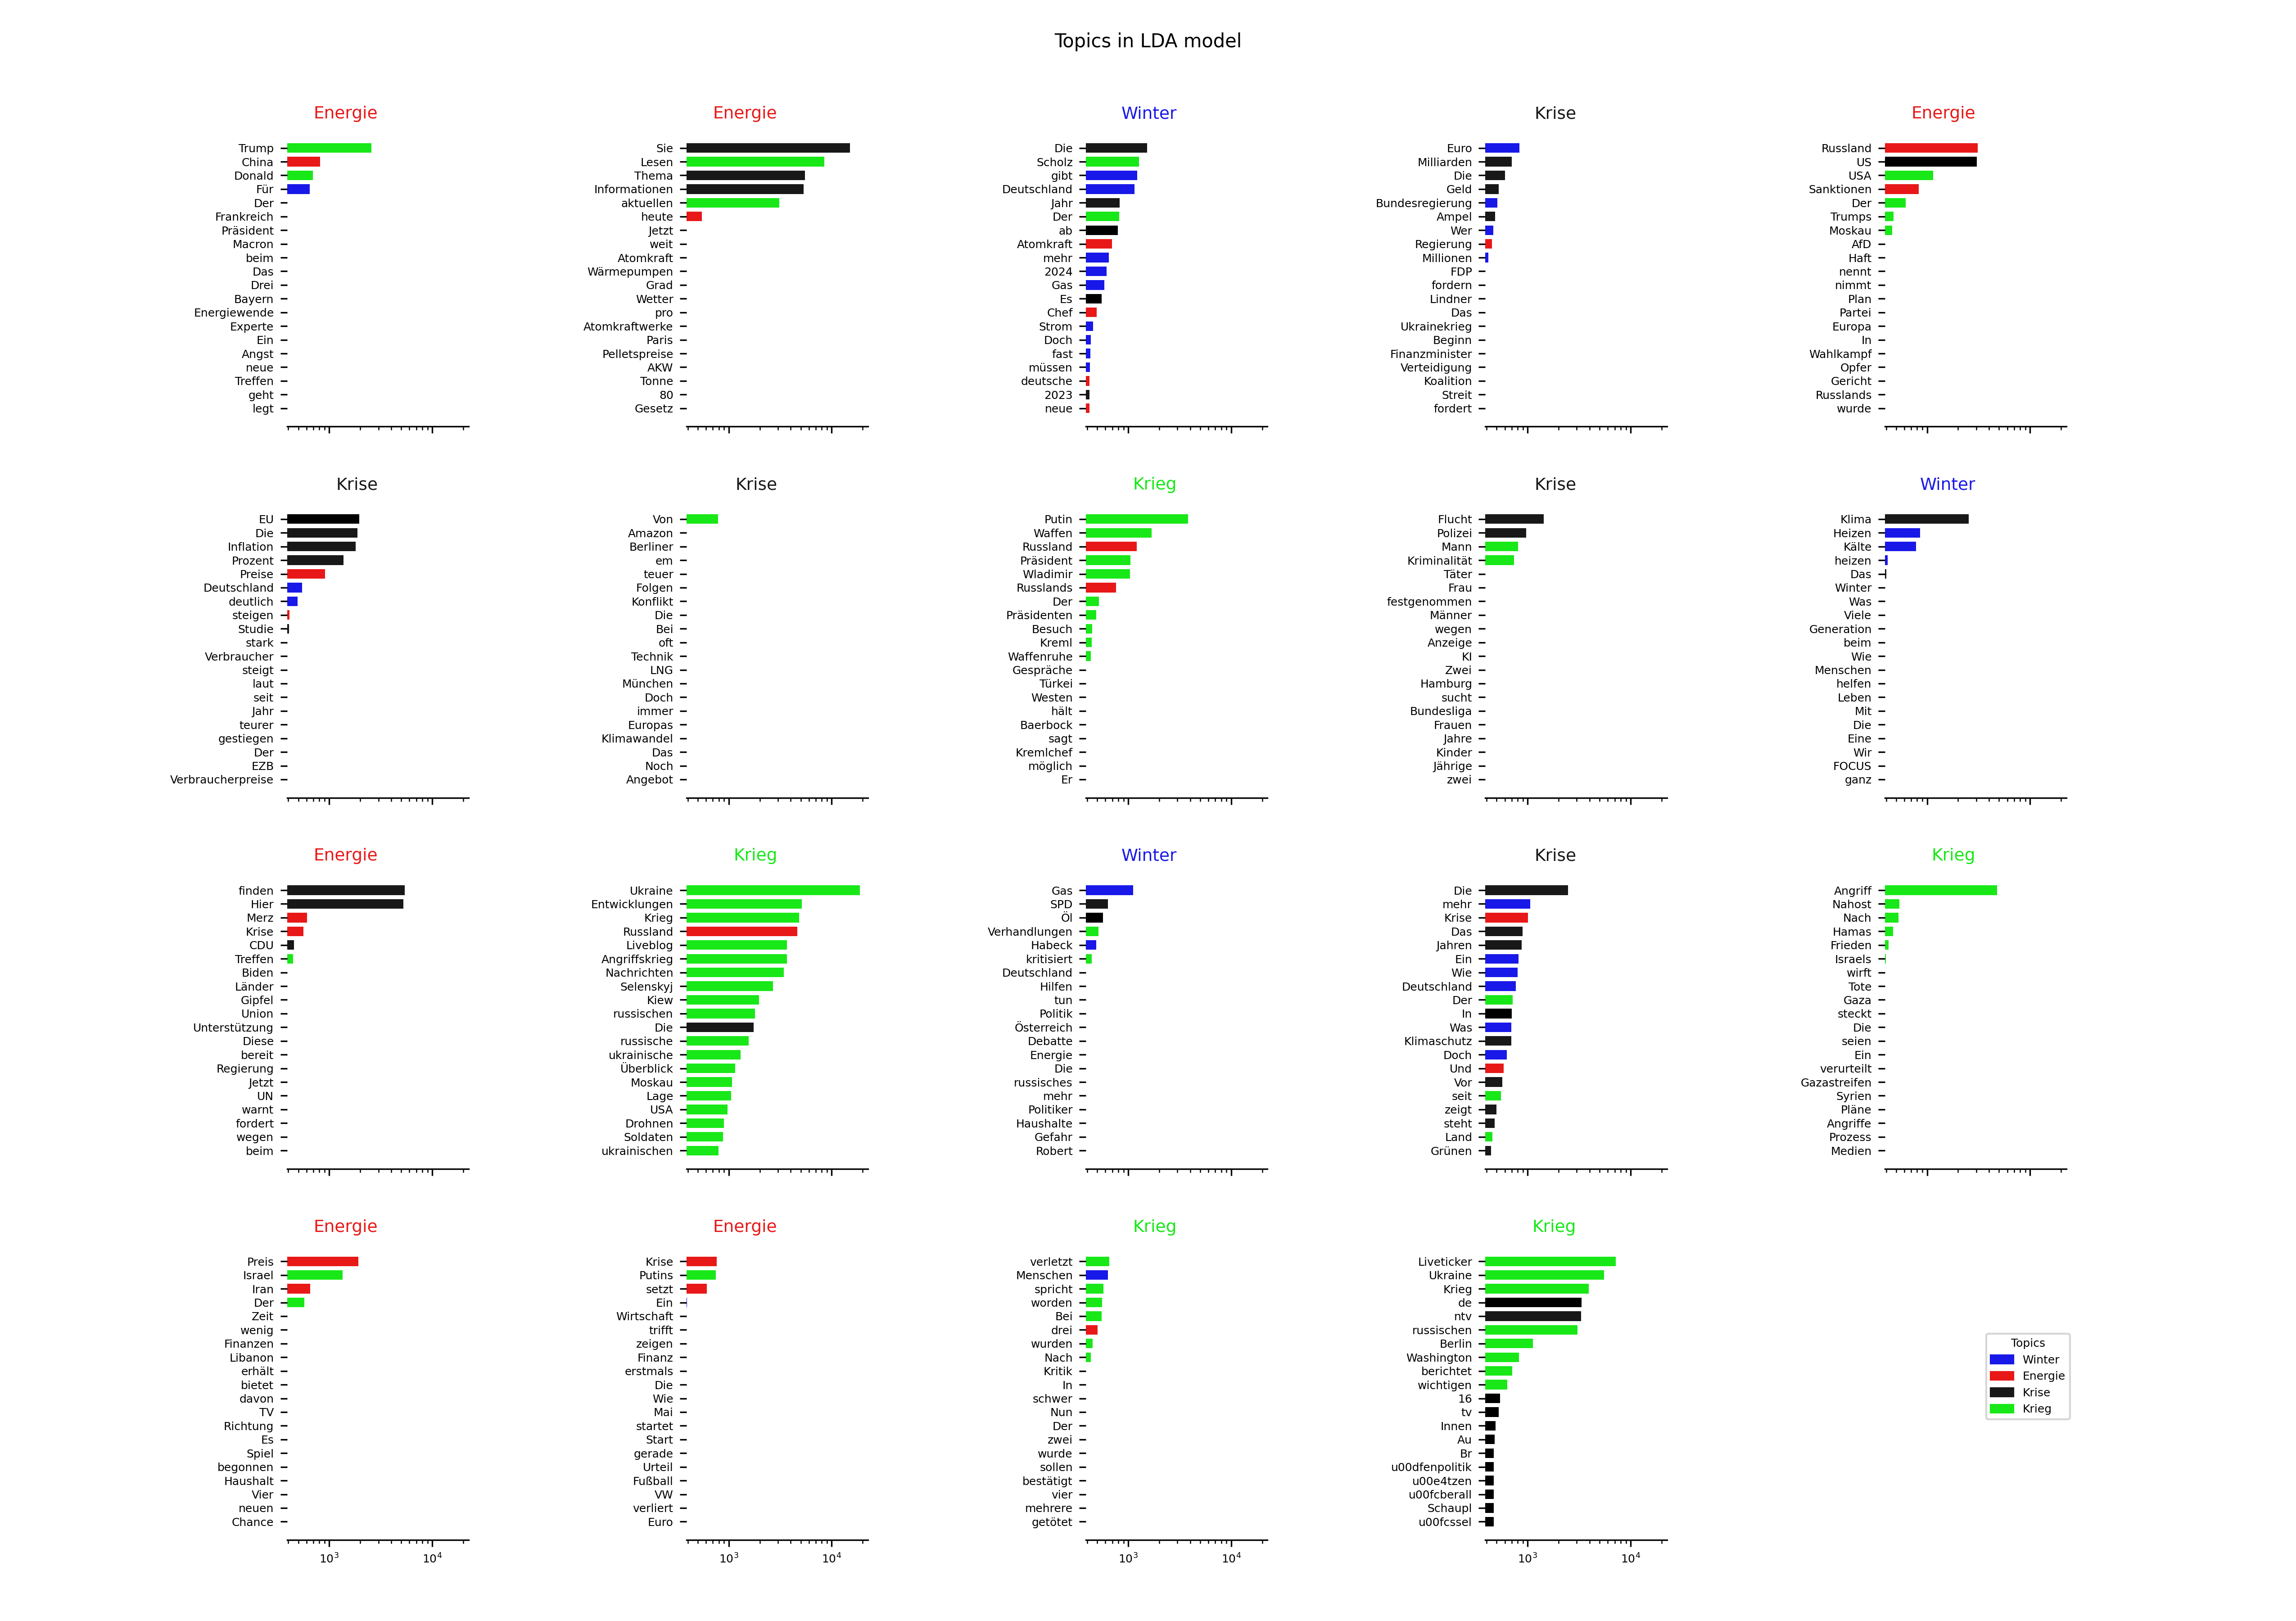 Topics in LDA model
Energie
Trump
China
Donald
Für
Der
Frankreich
Präsident
Macron
beim
Das
Drei
Bayern
Energiewende
Experte
Ein
Angst
neue
Treffen
geht
legt
Energie
Sie
Lesen
Thema
Informationen
aktuellen
heute
Jetzt
weit
Atomkraft
Wärmepumpen
Grad
Wetter
pro
Atomkraftwerke
Paris
Pelletspreise
AKW
Tonne
80
Gesetz
Winter
Die
Scholz
gibt
Deutschland
Jahr
Der
ab
Atomkraft
mehr
2024
Gas
Es
Chef
Strom
Doch
fast
müssen
deutsche
2023
neue
Krise
Euro
Milliarden
Die
Geld
Bundesregierung
Ampel
Wer
Regierung
Millionen
FDP
fordern
Lindner
Das
Ukrainekrieg
Beginn
Finanzminister
Verteidigung
Koalition
Streit
fordert
Energie
Russland
US
USA
Sanktionen
Der
Trumps
Moskau
AfD
Haft
nennt
nimmt
Plan
Partei
Europa
In
Wahlkampf
Opfer
Gericht
Russlands
wurde
Krise
EU
Die
Inflation
Prozent
Preise
Deutschland
deutlich
steigen
Studie
stark
Verbraucher
steigt
laut
seit
Jahr
teurer
gestiegen
Der
EZB
Verbraucherpreise
Krise
Von
Amazon
Berliner
em
teuer
Folgen
Konflikt
Die
Bei
oft
Technik
LNG
München
Doch
immer
Europas
Klimawandel
Das
Noch
Angebot
Krieg
Putin
Waffen
Russland
Präsident
Wladimir
Russlands
Der
Präsidenten
Besuch
Kreml
Waffenruhe
Gespräche
Türkei
Westen
hält
Baerbock
sagt
Kremlchef
möglich
Er
Krise
Flucht
Polizei
Mann
Kriminalität
Täter
Frau
festgenommen
Männer
wegen
Anzeige
KI
Zwei
Hamburg
sucht
Bundesliga
Frauen
Jahre
Kinder
Jährige
zwei
Winter
Klima
Heizen
Kälte
heizen
Das
Winter
Was
Viele
Generation
beim
Wie
Menschen
helfen
Leben
Mit
Die
Eine
Wir
FOCUS
ganz
Energie
finden
Hier
Merz
Krise
CDU
Treffen
Biden
Länder
Gipfel
Union
Unterstützung
Diese
bereit
Regierung
Jetzt
UN
warnt
fordert
wegen
beim
Krieg
Ukraine
Entwicklungen
Krieg
Russland
Liveblog
Angriffskrieg
Nachrichten
Selenskyj
Kiew
russischen
Die
russische
ukrainische
Überblick
Moskau
Lage
USA
Drohnen
Soldaten
ukrainischen
Winter
Gas
SPD
Öl
Verhandlungen
Habeck
kritisiert
Deutschland
Hilfen
tun
Politik
Österreich
Debatte
Energie
Die
russisches
mehr
Politiker
Haushalte
Gefahr
Robert
Krise
Die
mehr
Krise
Das
Jahren
Ein
Wie
Deutschland
Der
In
Was
Klimaschutz
Doch
Und
Vor
seit
zeigt
steht
Land
Grünen
Krieg
Angriff
Nahost
Nach
Hamas
Frieden
Israels
wirft
Tote
Gaza
steckt
Die
seien
Ein
verurteilt
Gazastreifen
Syrien
Pläne
Angriffe
Prozess
Medien
Energie
Preis
Israel
Iran
Der
Zeit
wenig
Finanzen
Libanon
erhält
bietet
davon
TV
Richtung
Es
Spiel
begonnen
Haushalt
Vier
neuen
Chance
10³ 10⁴
Energie
Krise
Putins
setzt
Ein
Wirtschaft
trifft
zeigen
Finanz
erstmals
Die
Wie
Mai
startet
Start
gerade
Urteil
Fußball
VW
verliert
Euro
10³ 10⁴
Krieg
verletzt
Menschen
spricht
worden
Bei
drei
wurden
Nach
Kritik
In
schwer
Nun
Der
zwei
wurde
sollen
bestätigt
vier
mehrere
getötet
10³ 10⁴
Krieg
Liveticker
Ukraine
Krieg
de
ntv
russischen
Berlin
Washington
berichtet
wichtigen
16
tv
Innen
Au
Br
u00dfenpolitik
u00e4tzen
u00fcberall
Schaupl
u00fcssel
10³ 10⁴
Topics
Winter
Energie
Krise
Krieg